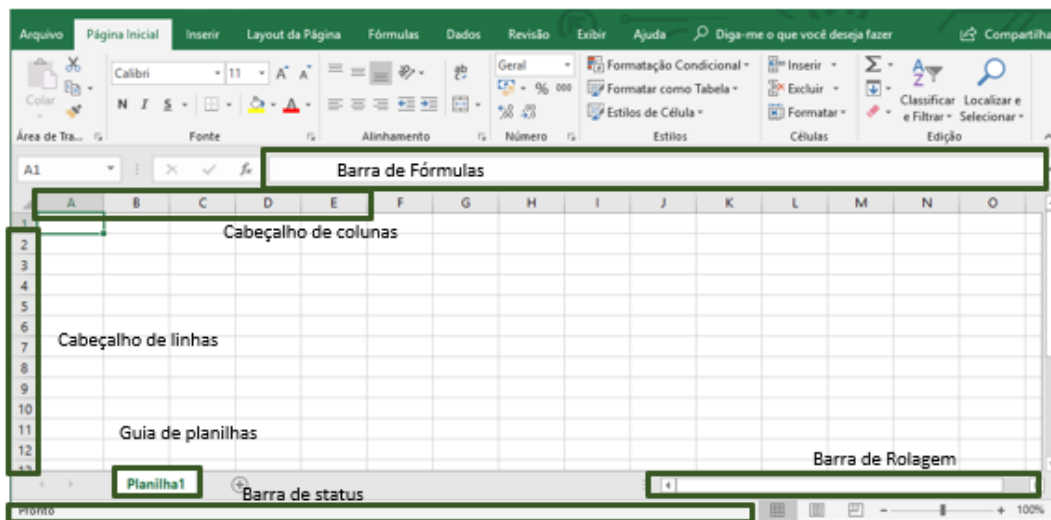 Arquivo Página Inicial Inserir Layout da Página Fórmulas Dados Revisão Exibir Ajuda Diga-me o que você deseja fazer Compartilha
Calibri 11 A A ab Geral Formatação Condicional Inserir Σ
Colar N I S A % 000 Formatar como Tabela Excluir Classificar Localizar e
Estilos de Célula Formatar e Filtrar Selecionar
Área de Tra... Fonte Alinhamento Número Estilos Células Edição
A1 fx Barra de Fórmulas
A B C D E F G H I J K L M N O
1
Cabeçalho de colunas
2
3
4
5
6
Cabeçalho de linhas
7
8
9
10
11 Guia de planilhas
12
Barra de Rolagem
13
Planilha1
Barra de status
Pronto 100%